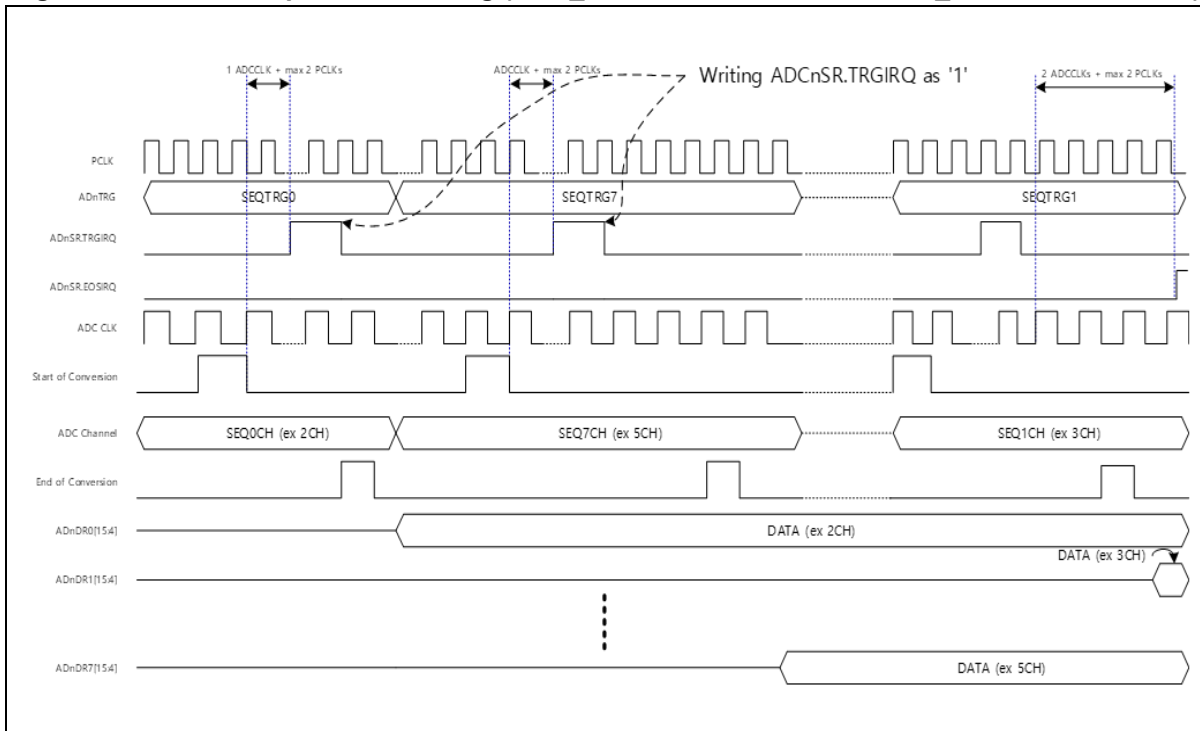 1 ADCCLK + max 2 PCLKs
ADCCLK + max 2 PCLKs
Writing ADCnSR.TRGIRQ as '1'
2 ADCCLKs + max 2 PCLKs
PCLK
ADnTRG
SEQTRG0
SEQTRG7
SEQTRG1
ADnSR.TRGIRQ
ADnSR.EOSIRQ
ADC CLK
Start of Conversion
ADC Channel
SEQ0CH (ex 2CH)
SEQ7CH (ex 5CH)
SEQ1CH (ex 3CH)
End of Conversion
ADnDR0[15:4]
DATA (ex 2CH)
DATA (ex 3CH)
ADnDR1[15:4]
ADnDR7[15:4]
DATA (ex 5CH)